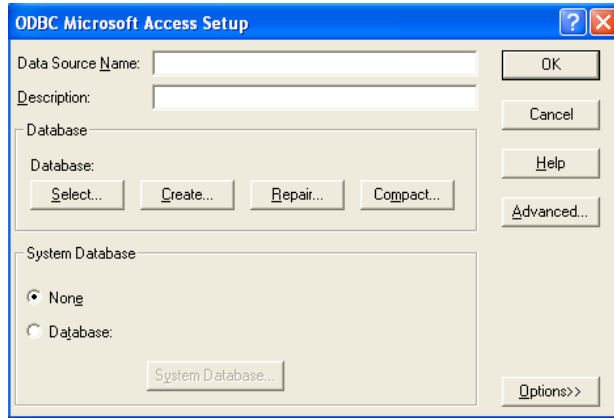 ODBC Microsoft Access Setup
Data Source Name:
OK
Description:
Cancel
Database
Database:
Help
Select...
Create...
Repair...
Compact...
Advanced...
System Database
None
Database:
System Database...
Options>>